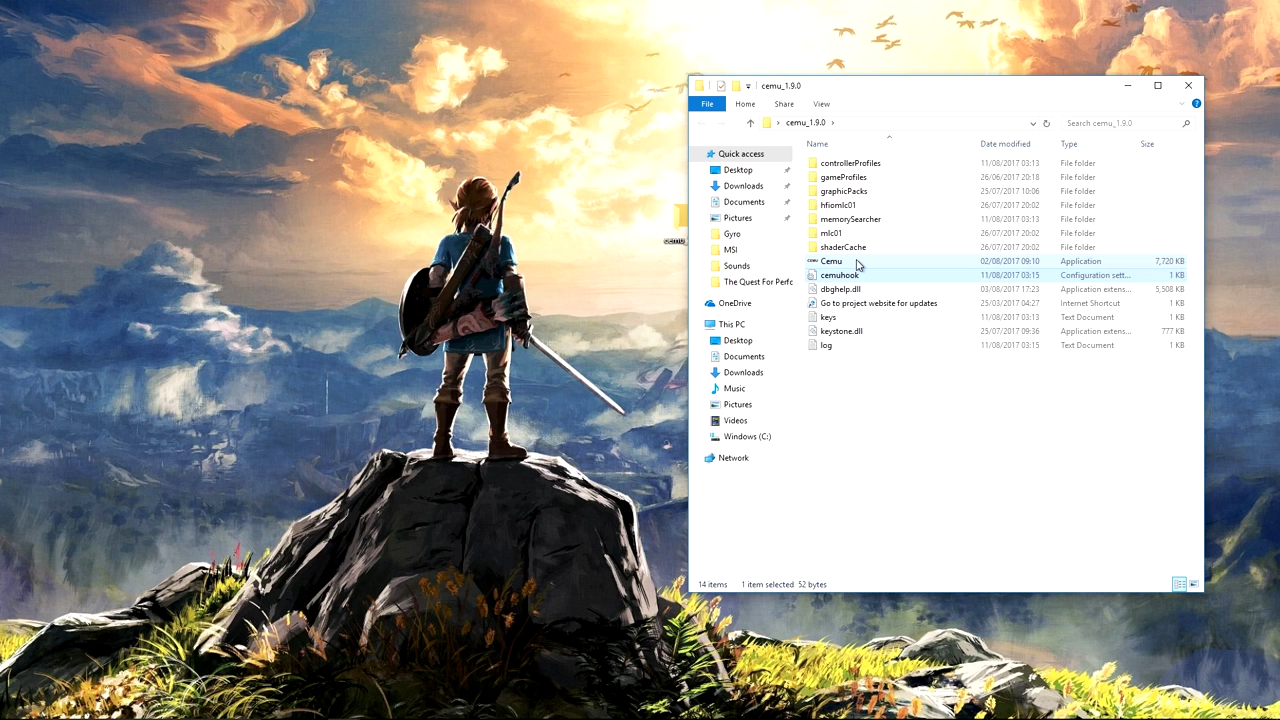 cemu_1.9.0
File Home Share View
cemu_1.9.0
Search cemu_1.9.0
Name Date modified Type Size
Quick access
Desktop
Downloads
Documents
Pictures
Gyro
MSI
Sounds
The Quest For Perfc
OneDrive
This PC
Desktop
Documents
Downloads
Music
Pictures
Videos
Windows (C:)
Network
controllerProfiles 11/08/2017 03:13 File folder
gameProfiles 26/06/2017 20:18 File folder
graphicPacks 25/07/2017 10:06 File folder
hfiomlc01 26/07/2017 20:02 File folder
memorySearcher 11/08/2017 03:13 File folder
mlc01 26/07/2017 20:02 File folder
shaderCache 26/07/2017 20:02 File folder
Cemu 02/08/2017 09:10 Application 7,720 KB
cemuhook 11/08/2017 03:15 Configuration sett... 1 KB
dbghelp.dll 03/08/2017 17:23 Application extens... 5,508 KB
Go to project website for updates 25/03/2017 04:27 Internet Shortcut 1 KB
keys 11/08/2017 03:13 Text Document 1 KB
keystone.dll 25/07/2017 09:36 Application extens... 777 KB
log 11/08/2017 03:15 Text Document 1 KB
cemu_
14 items 1 item selected 52 bytes